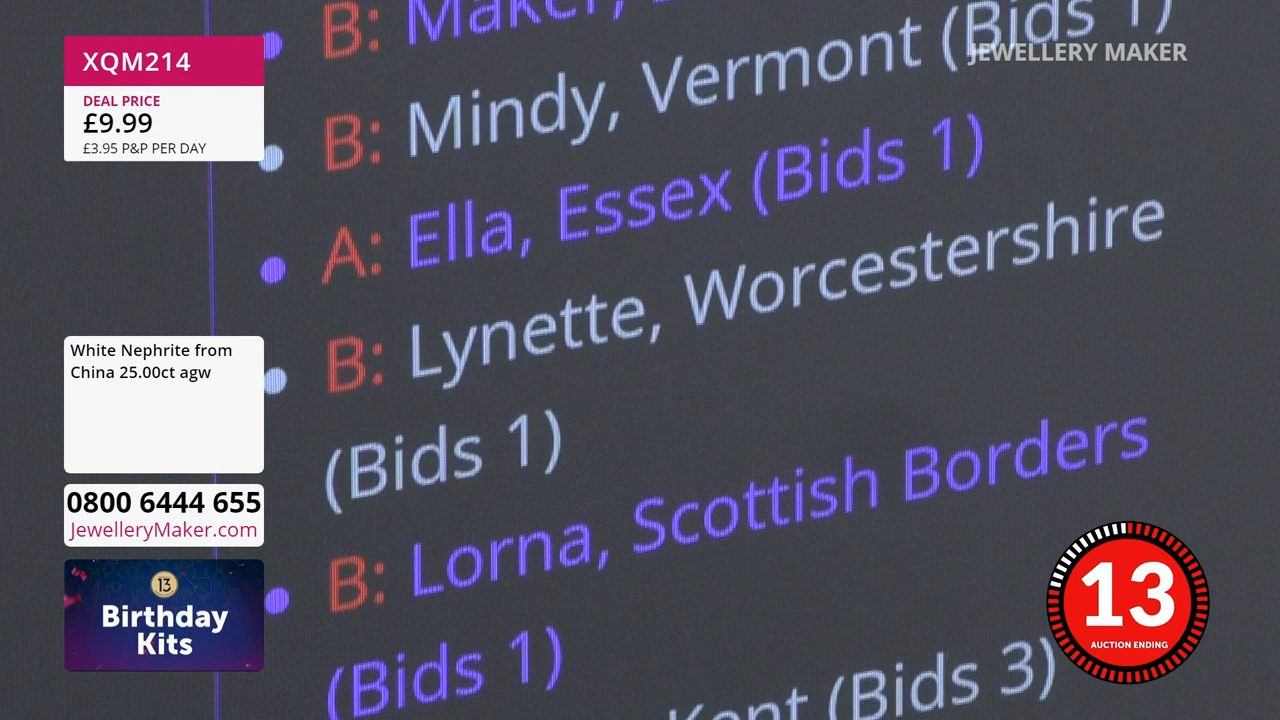 XQM214
DEAL PRICE
£9.99
£3.95 P&P PER DAY
JEWELLERY MAKER
B: Maker,
B: Mindy, Vermont (Bids 1)
A: Ella, Essex (Bids 1)
B: Lynette, Worcestershire
(Bids 1)
B: Lorna, Scottish Borders
(Bids 1)
Kent (Bids 3)
White Nephrite from
China 25.00ct agw
0800 6444 655
JewelleryMaker.com
13
Birthday
Kits
13
AUCTION ENDING